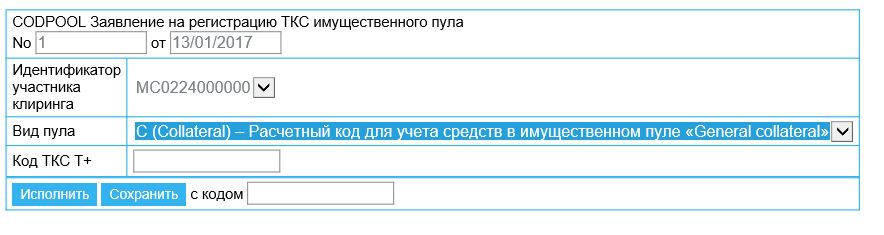 CODPOOL Заявление на регистрацию ТКС имущественного пула
No 1 от 13/01/2017
Идентификатор
участника
клиринга
MC0224000000
Вид пула
C (Collateral) – Расчетный код для учета средств в имущественном пуле «General collateral»
Код ТКС Т+
Исполнить Сохранить с кодом